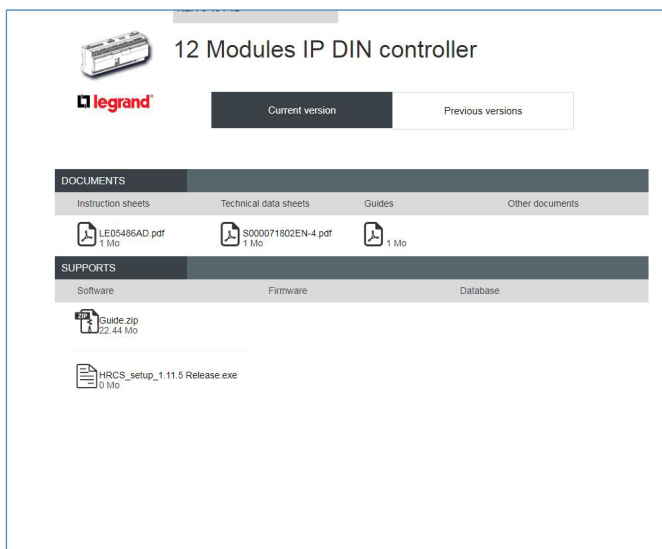 12 Modules IP DIN controller
legrand
Current version
Previous versions
DOCUMENTS
Instruction sheets
Technical data sheets
Guides
Other documents
LE05486AD.pdf
1 Mo
S000071802EN-4.pdf
1 Mo
1 Mo
SUPPORTS
Software
Firmware
Database
ZIP
Guide.zip
22.44 Mo
HRCS_setup_1.11.5 Release.exe
0 Mo